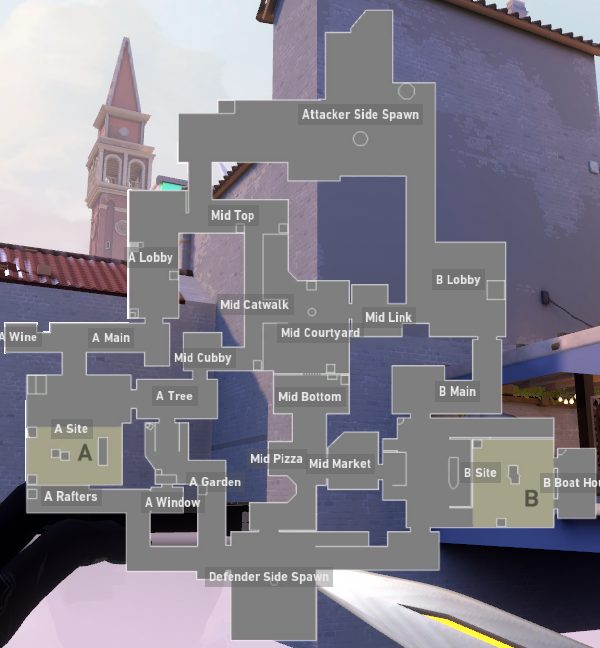 Attacker Side Spawn
Mid Top
A Lobby
B Lobby
Mid Catwalk
Mid Link
Mid Courtyard
A Wine
A Main
Mid Cubby
B Main
A Tree
Mid Bottom
A Site
A
Mid Pizza
Mid Market
B Site
A Garden
B Boat Hou
B
A Rafters
A Window
Defender Side Spawn